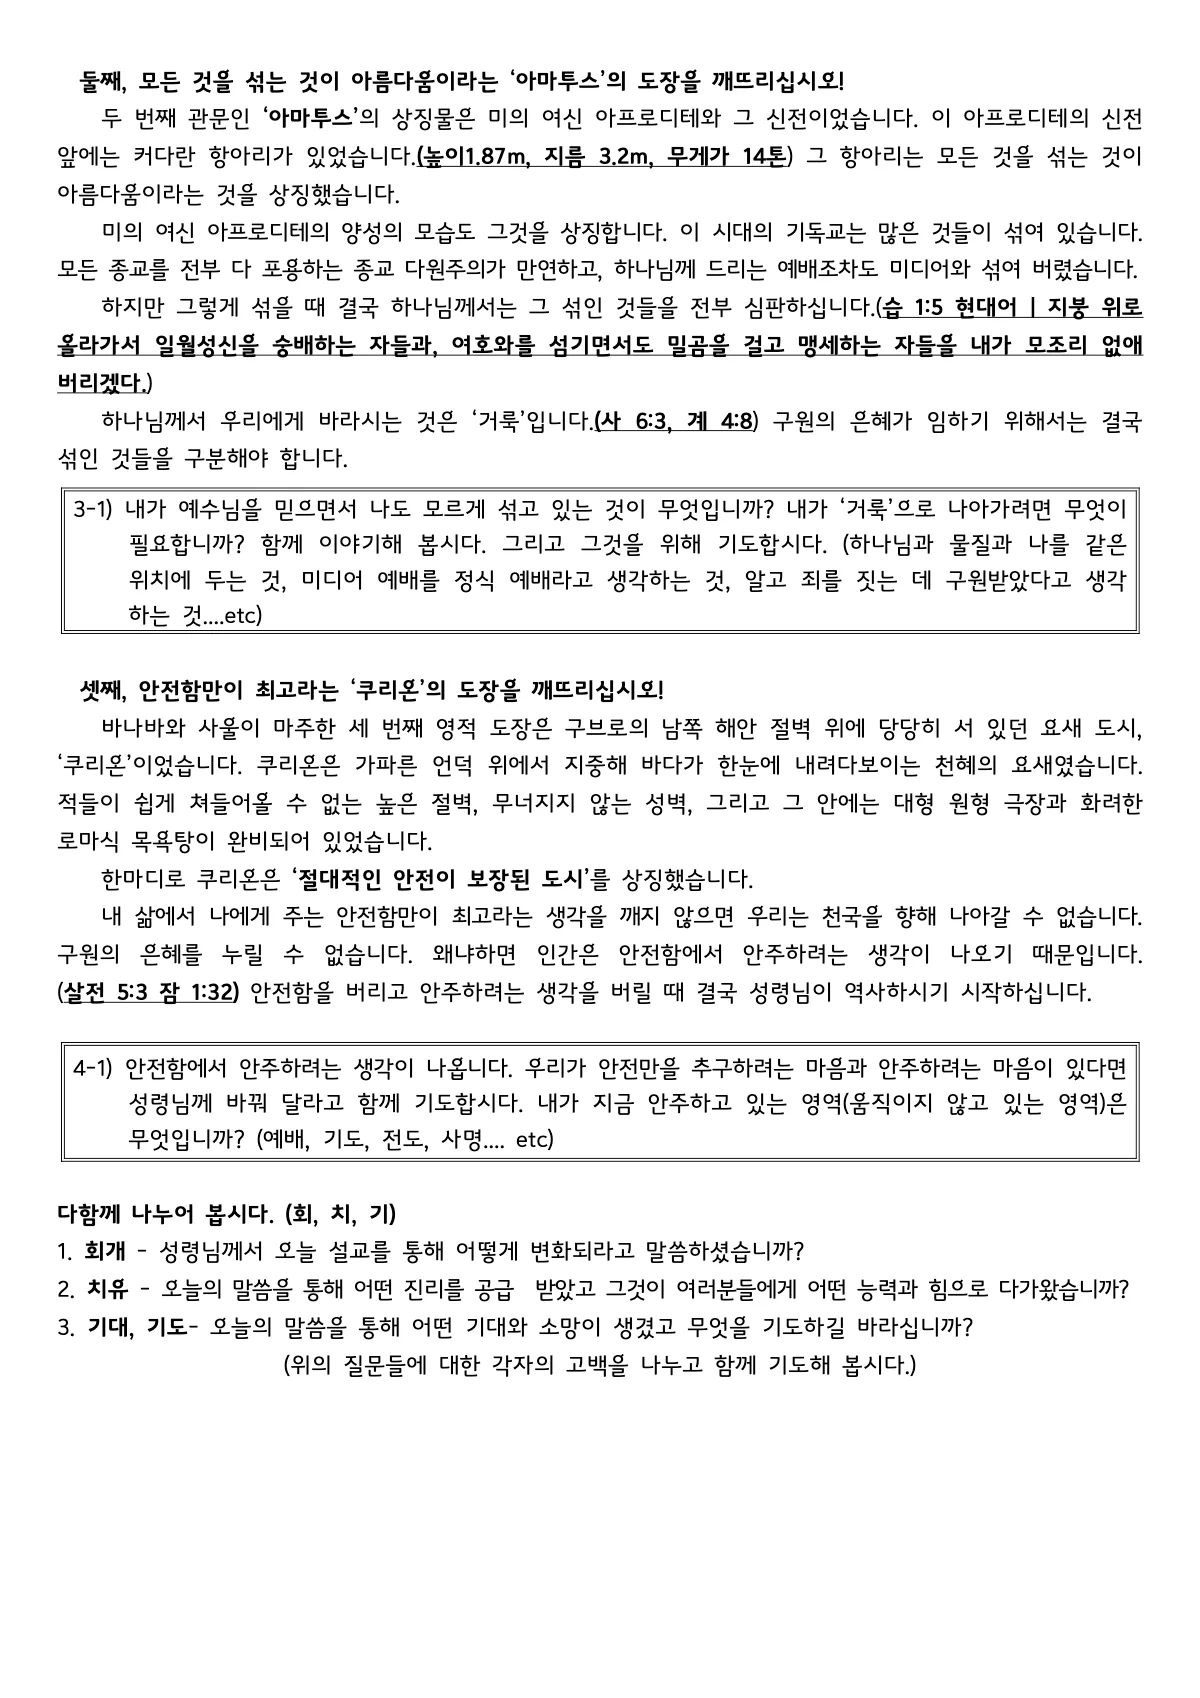 둘째, 모든 것을 섞는 것이 아름다움이라는 ‘아마투스’의 도장을 깨뜨리십시오!
두 번째 관문인 ‘아마투스’의 상징물은 미의 여신 아프로디테와 그 신전이었습니다. 이 아프로디테의 신전
앞에는 커다란 항아리가 있었습니다.(높이1.87m, 지름 3.2m, 무게가 14톤) 그 항아리는 모든 것을 섞는 것이
아름다움이라는 것을 상징했습니다.
미의 여신 아프로디테의 양성의 모습도 그것을 상징합니다. 이 시대의 기독교는 많은 것들이 섞여 있습니다.
모든 종교를 전부 다 포용하는 종교 다원주의가 만연하고, 하나님께 드리는 예배조차도 미디어와 섞여 버렸습니다.
하지만 그렇게 섞을 때 결국 하나님께서는 그 섞인 것들을 전부 심판하십니다.(습 1:5 현대어 | 지붕 위로
올라가서 일월성신을 숭배하는 자들과, 여호와를 섬기면서도 밀곰을 걸고 맹세하는 자들을 내가 모조리 없애
버리겠다.)
하나님께서 우리에게 바라시는 것은 ‘거룩’입니다.(사 6:3, 계 4:8) 구원의 은혜가 임하기 위해서는 결국
섞인 것들을 구분해야 합니다.
3-1) 내가 예수님을 믿으면서 나도 모르게 섞고 있는 것이 무엇입니까? 내가 ‘거룩’으로 나아가려면 무엇이
필요합니까? 함께 이야기해 봅시다. 그리고 그것을 위해 기도합시다. (하나님과 물질과 나를 같은
위치에 두는 것, 미디어 예배를 정식 예배라고 생각하는 것, 알고 죄를 짓는 데 구원받았다고 생각
하는 것....etc)
셋째, 안전함만이 최고라는 ‘쿠리온’의 도장을 깨뜨리십시오!
바나바와 사울이 마주한 세 번째 영적 도장은 구브로의 남쪽 해안 절벽 위에 당당히 서 있던 요새 도시,
‘쿠리온’이었습니다. 쿠리온은 가파른 언덕 위에서 지중해 바다가 한눈에 내려다보이는 천혜의 요새였습니다.
적들이 쉽게 쳐들어올 수 없는 높은 절벽, 무너지지 않는 성벽, 그리고 그 안에는 대형 원형 극장과 화려한
로마식 목욕탕이 완비되어 있었습니다.
한마디로 쿠리온은 ‘절대적인 안전이 보장된 도시’를 상징했습니다.
내 삶에서 나에게 주는 안전함만이 최고라는 생각을 깨지 않으면 우리는 천국을 향해 나아갈 수 없습니다.
구원의 은혜를 누릴 수 없습니다. 왜냐하면 인간은 안전함에서 안주하려는 생각이 나오기 때문입니다.
(살전 5:3 잠 1:32) 안전함을 버리고 안주하려는 생각을 버릴 때 결국 성령님이 역사하시기 시작하십니다.
4-1) 안전함에서 안주하려는 생각이 나옵니다. 우리가 안전만을 추구하려는 마음과 안주하려는 마음이 있다면
성령님께 바꿔 달라고 함께 기도합시다. 내가 지금 안주하고 있는 영역(움직이지 않고 있는 영역)은
무엇입니까? (예배, 기도, 전도, 사명.... etc)
다함께 나누어 봅시다. (회, 치, 기)
1. 회개 - 성령님께서 오늘 설교를 통해 어떻게 변화되라고 말씀하셨습니까?
2. 치유 - 오늘의 말씀을 통해 어떤 진리를 공급 받았고 그것이 여러분들에게 어떤 능력과 힘으로 다가왔습니까?
3. 기대, 기도- 오늘의 말씀을 통해 어떤 기대와 소망이 생겼고 무엇을 기도하길 바라십니까?
(위의 질문들에 대한 각자의 고백을 나누고 함께 기도해 봅시다.)